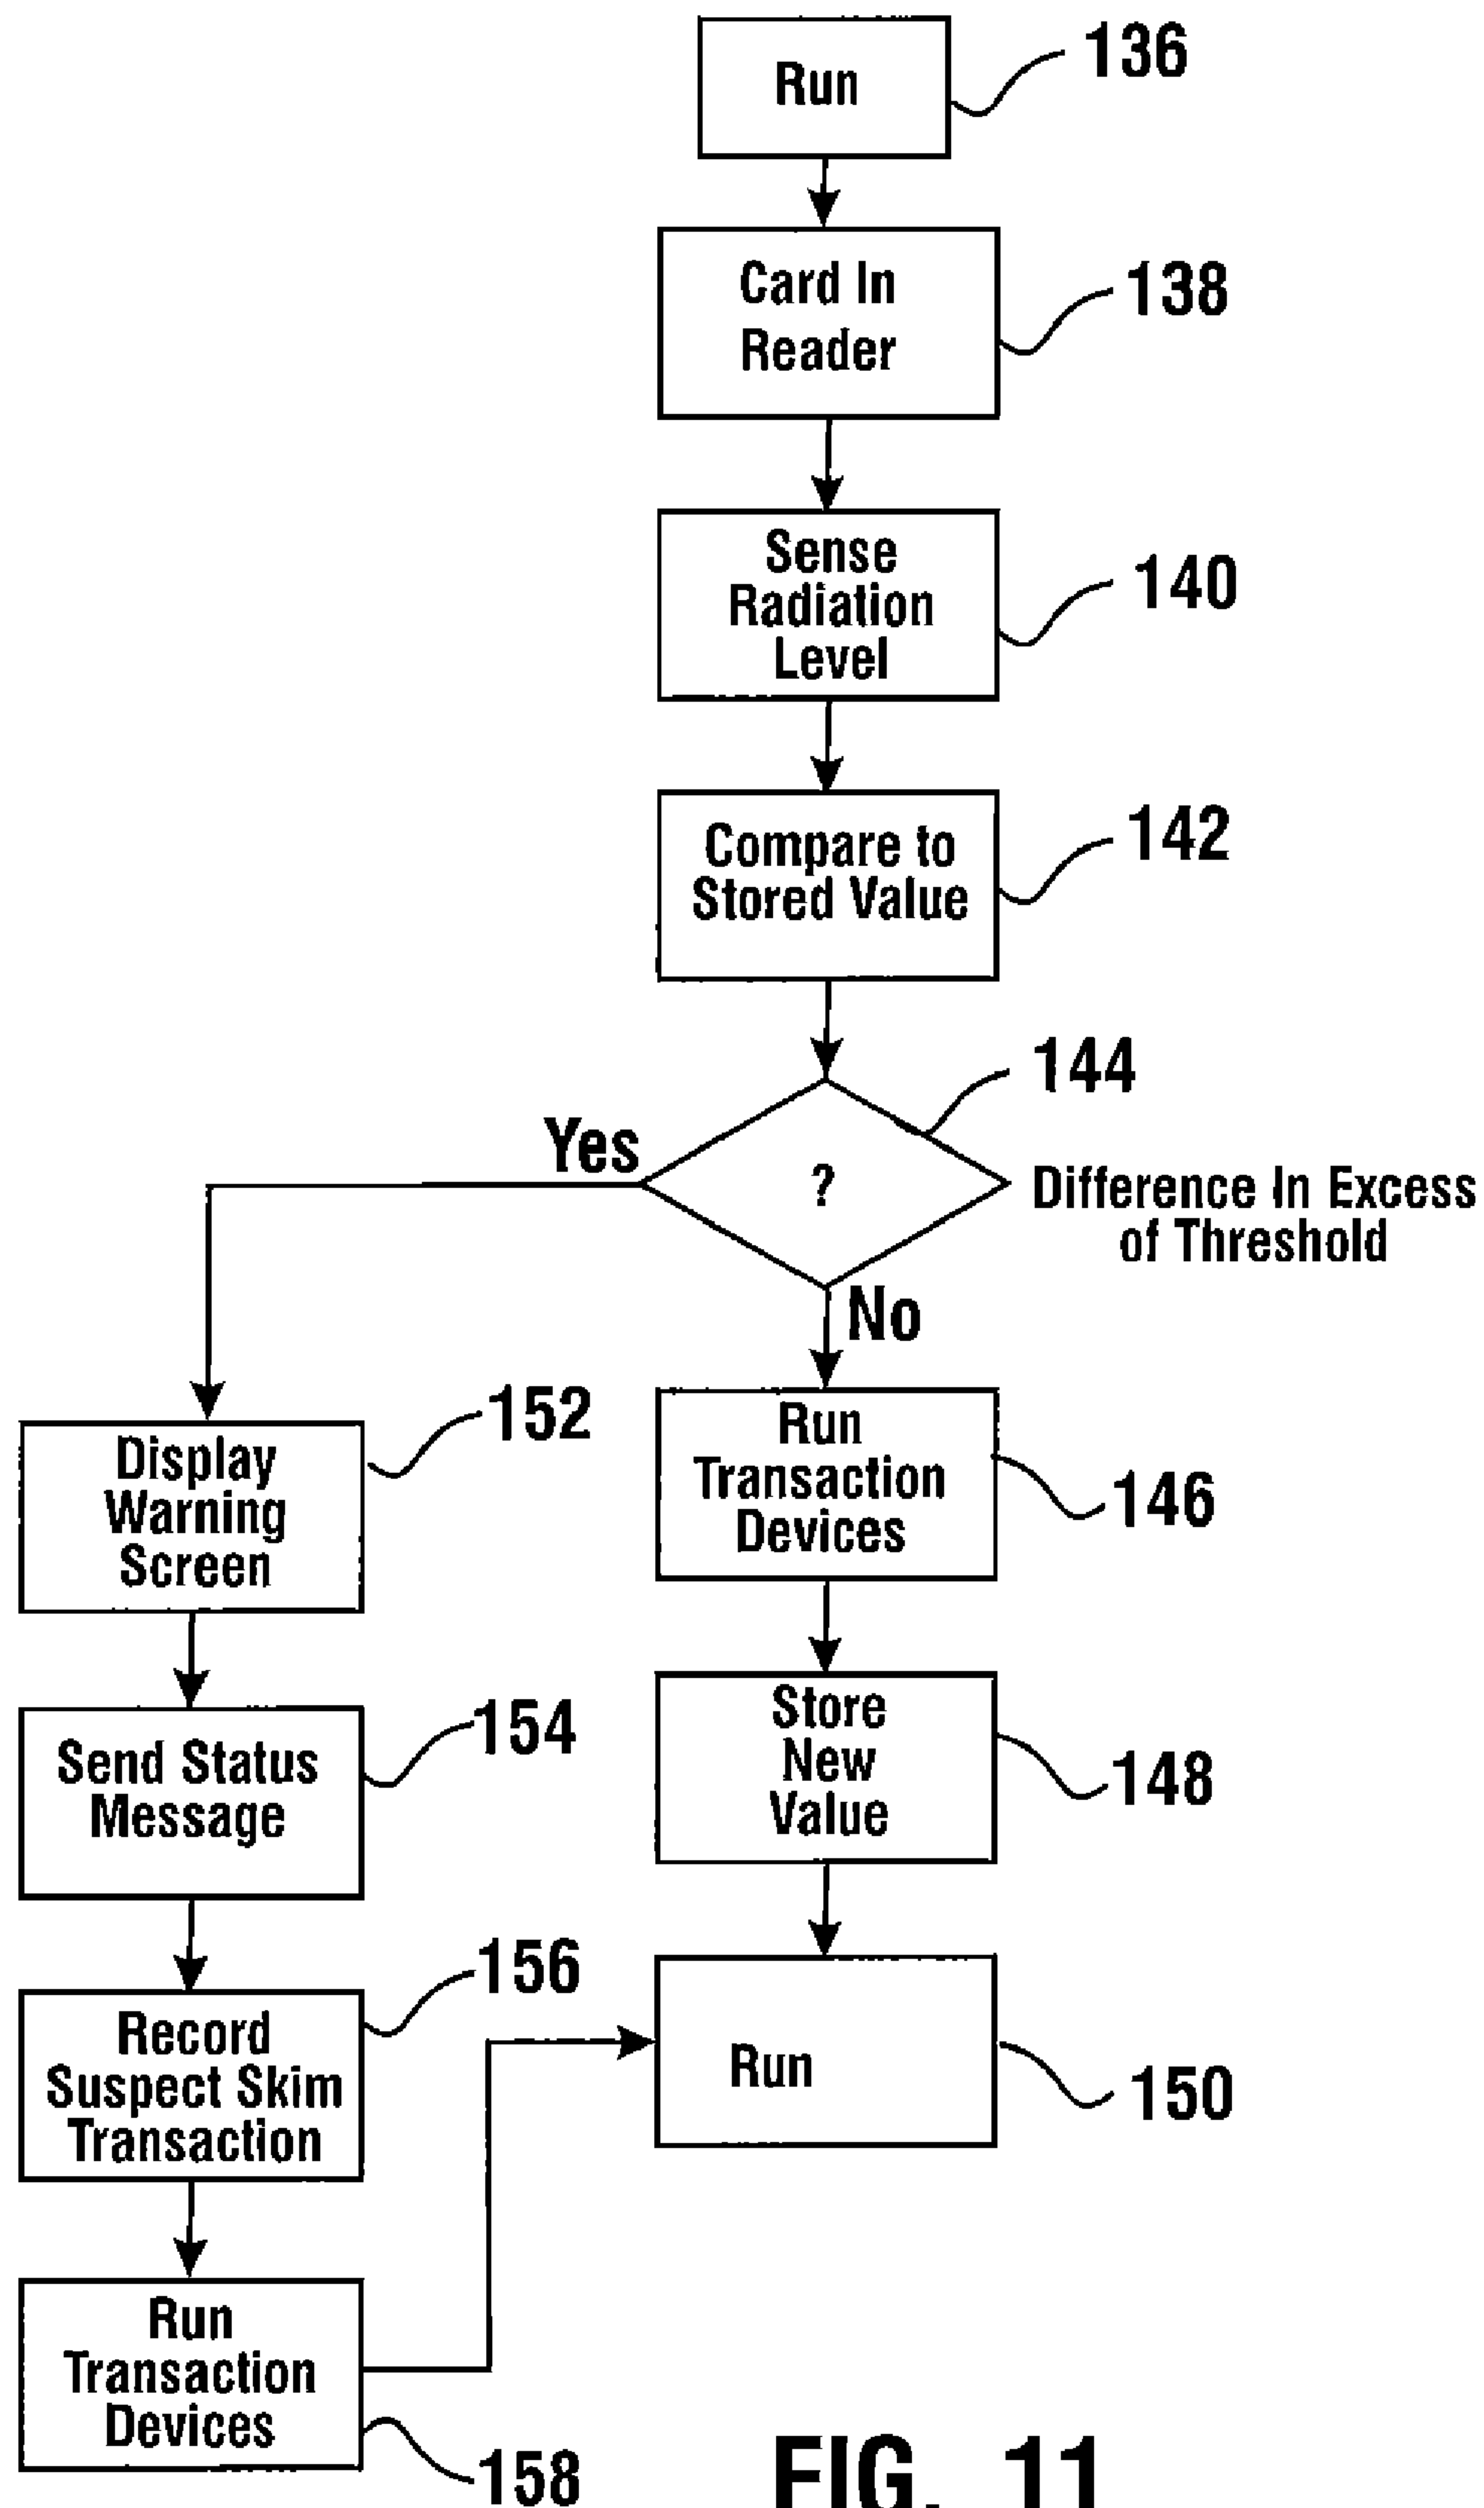 Run
136
Card In
Reader
138
Sense
Radiation
Level
140
Compare to
Stored Value
142
144
Yes
?
Difference In Excess
of Threshold
No
Display
Warning
Screen
152
Run
Transaction
Devices
146
Send Status
Message
154
Store
New
Value
148
Record
Suspect Skim
Transaction
156
Run
150
Run
Transaction
Devices
158
FIG. 11